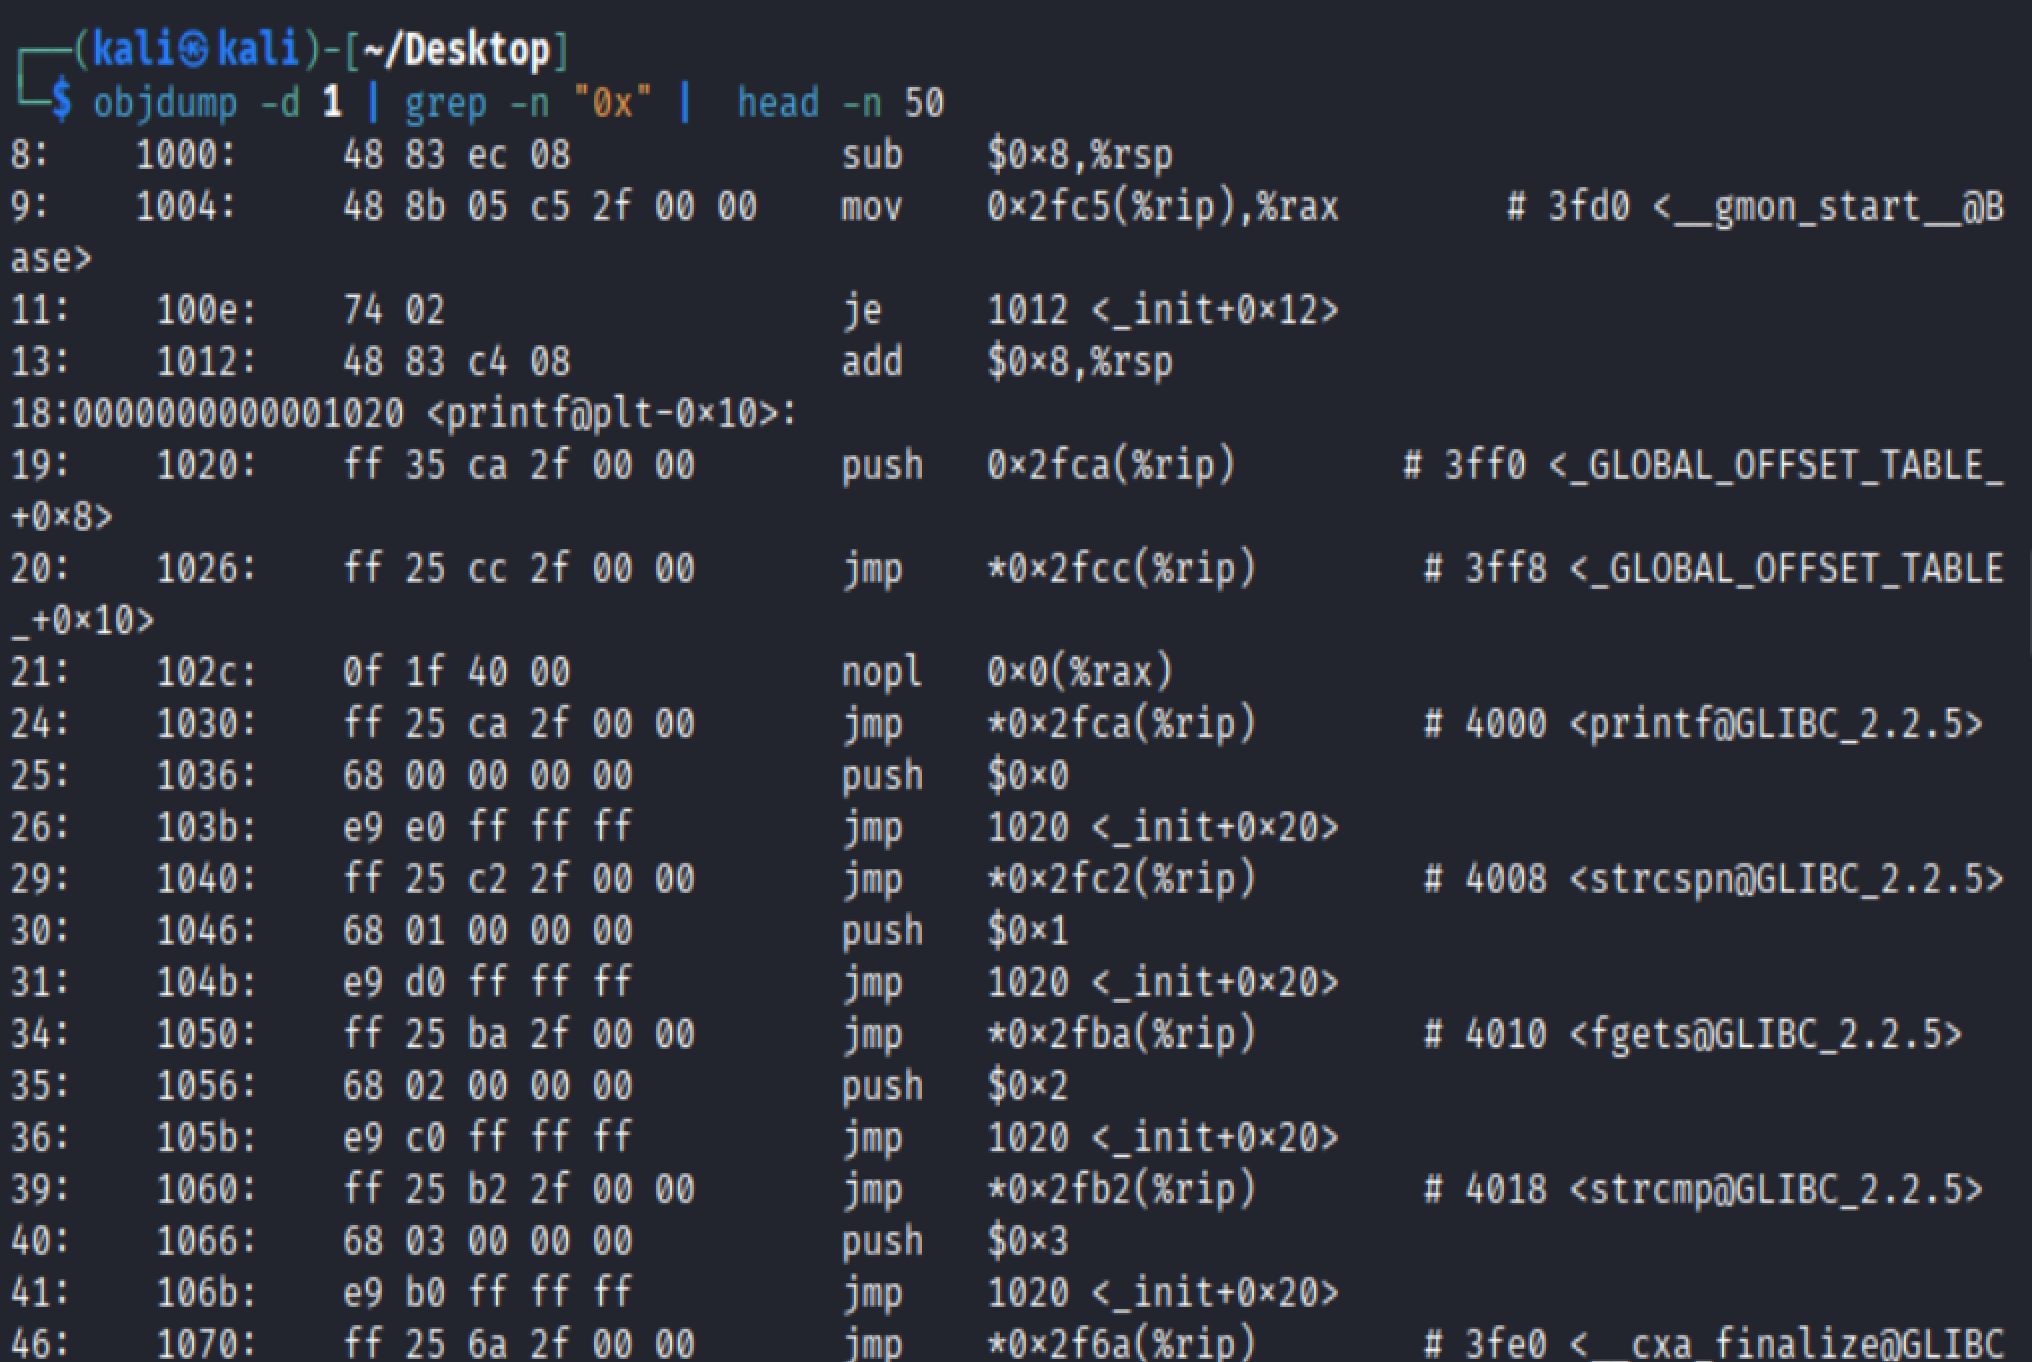 ┌──(kali㉿kali)-[~/Desktop]
└─$ objdump -d 1 | grep -n "0x" |  head -n 50
8:    1000:     48 83 ec 08             sub    $0×8,%rsp
9:    1004:     48 8b 05 c5 2f 00 00    mov    0×2fc5(%rip),%rax        # 3fd0 <__gmon_start__@B
ase>
11:    100e:    74 02                   je     1012 <_init+0×12>
13:    1012:    48 83 c4 08             add    $0×8,%rsp
18:0000000000001020 <printf@plt-0×10>:
19:    1020:    ff 35 ca 2f 00 00       push   0×2fca(%rip)        # 3ff0 <_GLOBAL_OFFSET_TABLE_
+0×8>
20:    1026:    ff 25 cc 2f 00 00       jmp    *0×2fcc(%rip)        # 3ff8 <_GLOBAL_OFFSET_TABLE
_+0×10>
21:    102c:    0f 1f 40 00             nopl   0×0(%rax)
24:    1030:    ff 25 ca 2f 00 00       jmp    *0×2fca(%rip)        # 4000 <printf@GLIBC_2.2.5>
25:    1036:    68 00 00 00 00          push   $0×0
26:    103b:    e9 e0 ff ff ff          jmp    1020 <_init+0×20>
29:    1040:    ff 25 c2 2f 00 00       jmp    *0×2fc2(%rip)        # 4008 <strcspn@GLIBC_2.2.5>
30:    1046:    68 01 00 00 00          push   $0×1
31:    104b:    e9 d0 ff ff ff          jmp    1020 <_init+0×20>
34:    1050:    ff 25 ba 2f 00 00       jmp    *0×2fba(%rip)        # 4010 <fgets@GLIBC_2.2.5>
35:    1056:    68 02 00 00 00          push   $0×2
36:    105b:    e9 c0 ff ff ff          jmp    1020 <_init+0×20>
39:    1060:    ff 25 b2 2f 00 00       jmp    *0×2fb2(%rip)        # 4018 <strcmp@GLIBC_2.2.5>
40:    1066:    68 03 00 00 00          push   $0×3
41:    106b:    e9 b0 ff ff ff          jmp    1020 <_init+0×20>
46:    1070:    ff 25 6a 2f 00 00       jmp    *0×2f6a(%rip)        # 3fe0 <__cxa_finalize@GLIBC